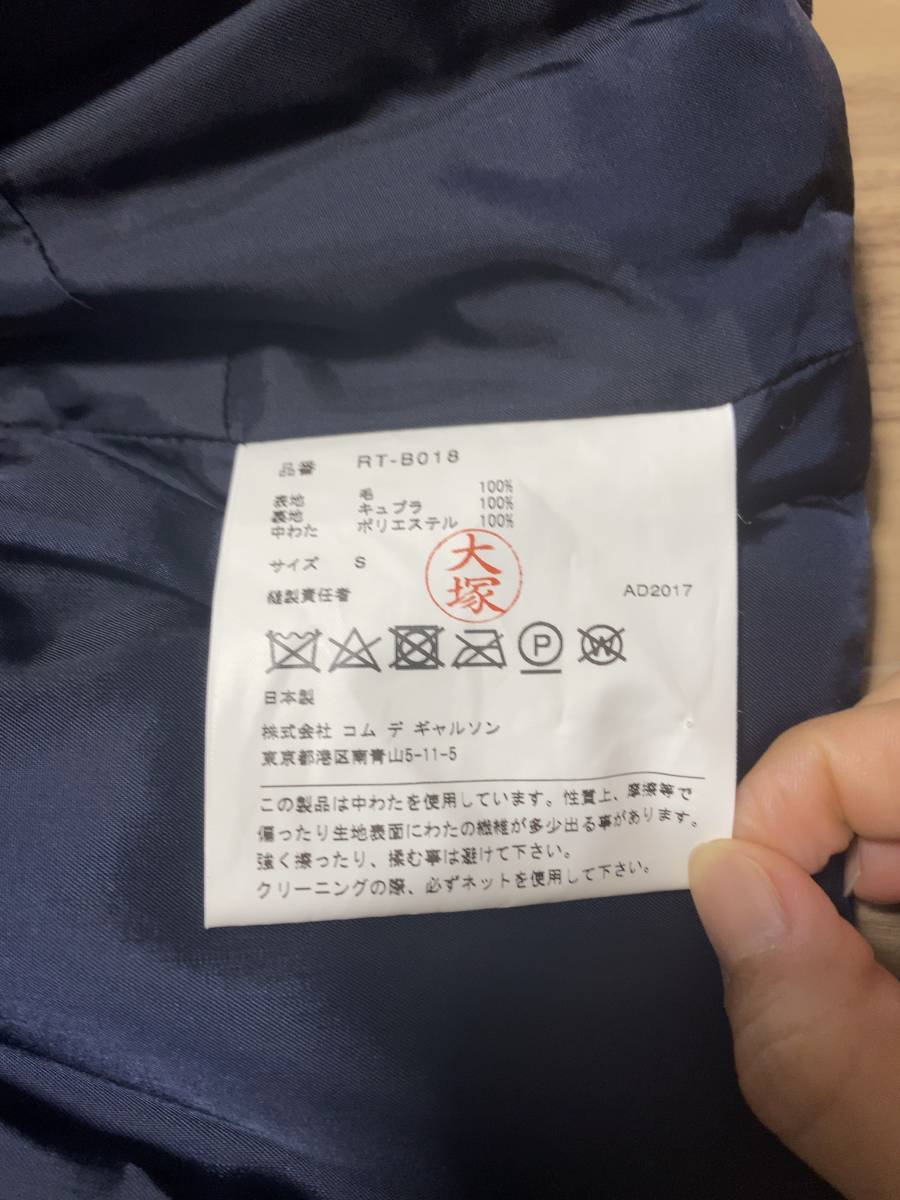 品番 RT-B018
表地 毛 100%
裏地 キュプラ 100%
中わた ポリエステル 100%
サイズ S
大塚
縫製責任者 AD2017
P W
日本製
株式会社 コム デ ギャルソン
東京都港区南青山5-11-5
この製品は中わたを使用しています。性質上、摩擦等で
偏ったり生地表面にわたの繊維が多少出る事があります。
強く擦ったり、揉む事は避けて下さい。
クリーニングの際、必ずネットを使用して下さい。